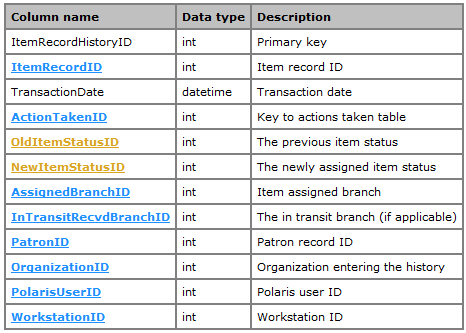 Column name Data type Description
ItemRecordHistoryID int Primary key
ItemRecordID int Item record ID
TransactionDate datetime Transaction date
ActionTakenID int Key to actions taken table
OldItemStatusID int The previous item status
NewItemStatusID int The newly assigned item status
AssignedBranchID int Item assigned branch
InTransitRecvdBranchID int The in transit branch (if applicable)
PatronID int Patron record ID
OrganizationID int Organization entering the history
PolarisUserID int Polaris user ID
WorkstationID int Workstation ID